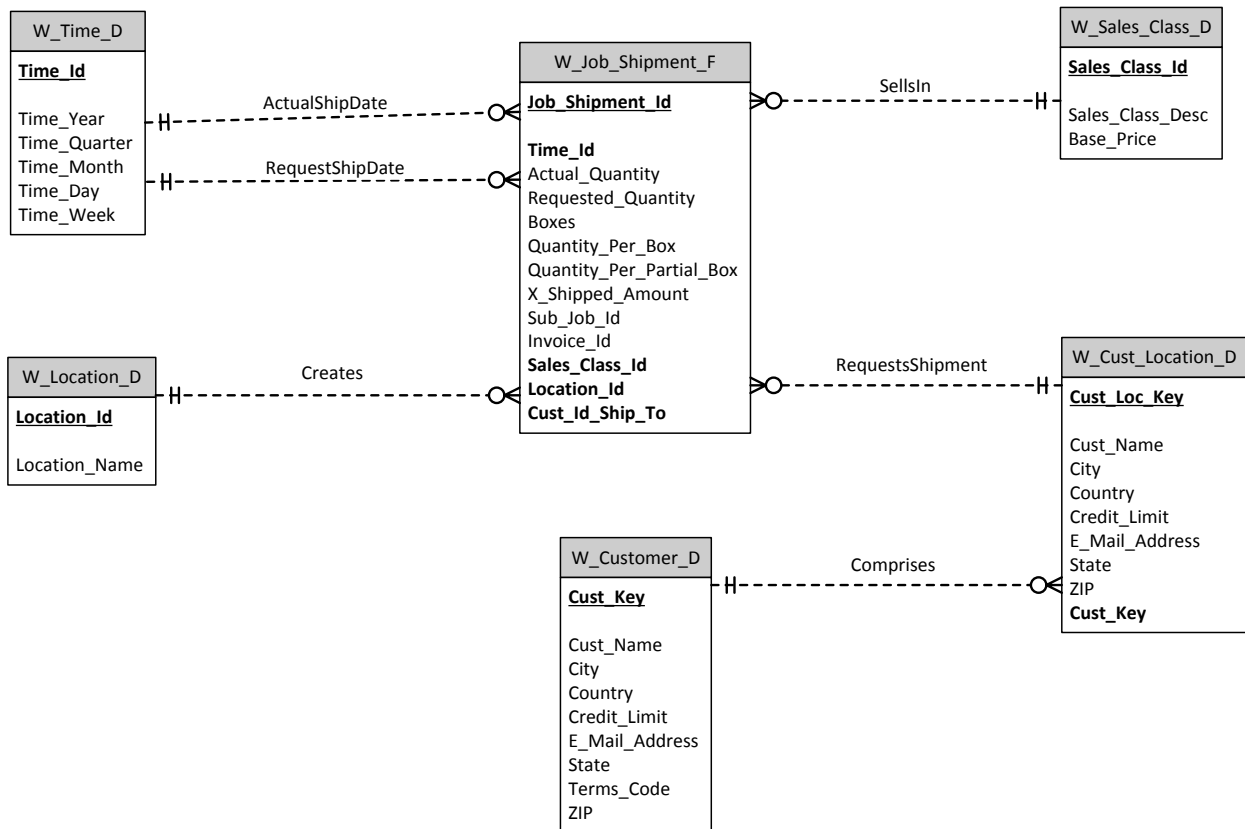 W_Time_D
Time_Id
Time_Year
Time_Quarter
Time_Month
Time_Day
Time_Week
ActualShipDate
RequestShipDate
W_Job_Shipment_F
Job_Shipment_Id
Time_Id
Actual_Quantity
Requested_Quantity
Boxes
Quantity_Per_Box
Quantity_Per_Partial_Box
X_Shipped_Amount
Sub_Job_Id
Invoice_Id
Sales_Class_Id
Location_Id
Cust_Id_Ship_To
SellsIn
W_Sales_Class_D
Sales_Class_Id
Sales_Class_Desc
Base_Price
W_Location_D
Location_Id
Location_Name
Creates
RequestsShipment
W_Cust_Location_D
Cust_Loc_Key
Cust_Name
City
Country
Credit_Limit
E_Mail_Address
State
ZIP
Cust_Key
W_Customer_D
Cust_Key
Cust_Name
City
Country
Credit_Limit
E_Mail_Address
State
Terms_Code
ZIP
Comprises